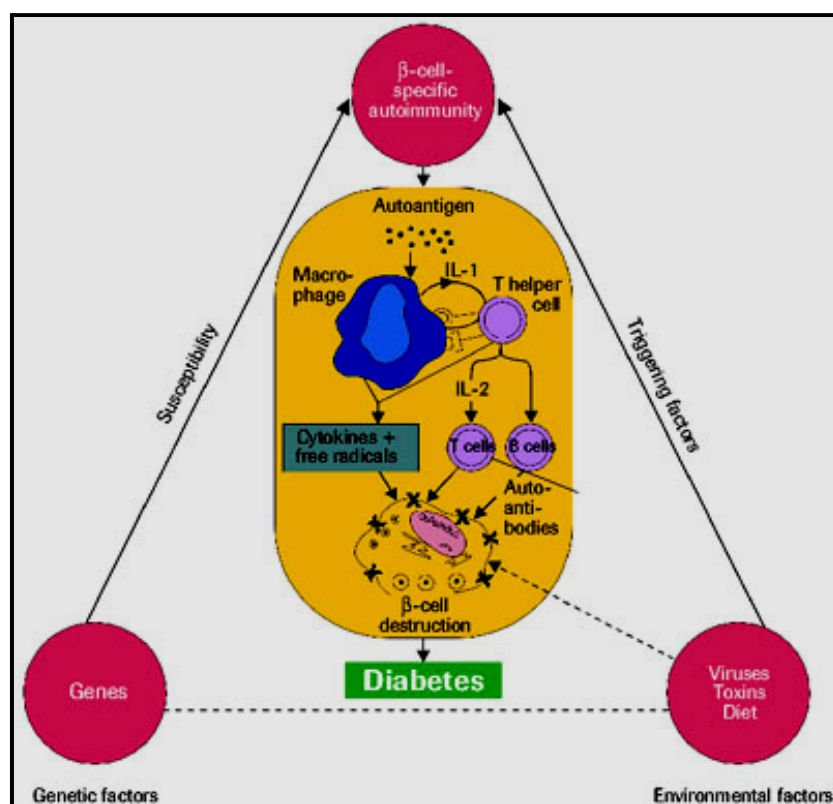 β-cell-
specific
autoimmunity
Autoantigen
Macro-
phage
IL-1
T helper
cell
Susceptibility
Triggering factors
IL-2
Cytokines +
free radicals
T cells
B cells
Auto-
anti-
bodies
β-cell
destruction
Diabetes
Genes
Viruses
Toxins
Diet
Genetic factors
Environmental factors